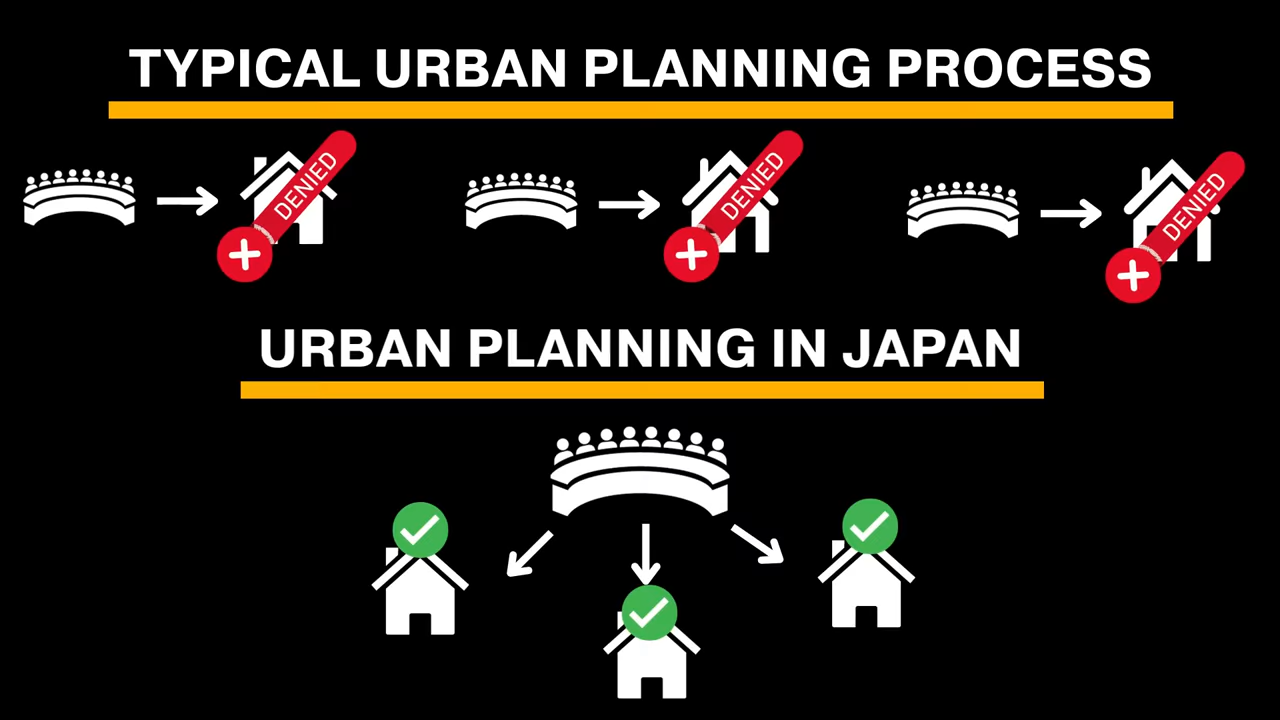 TYPICAL URBAN PLANNING PROCESS
DENIED
DENIED
DENIED
URBAN PLANNING IN JAPAN